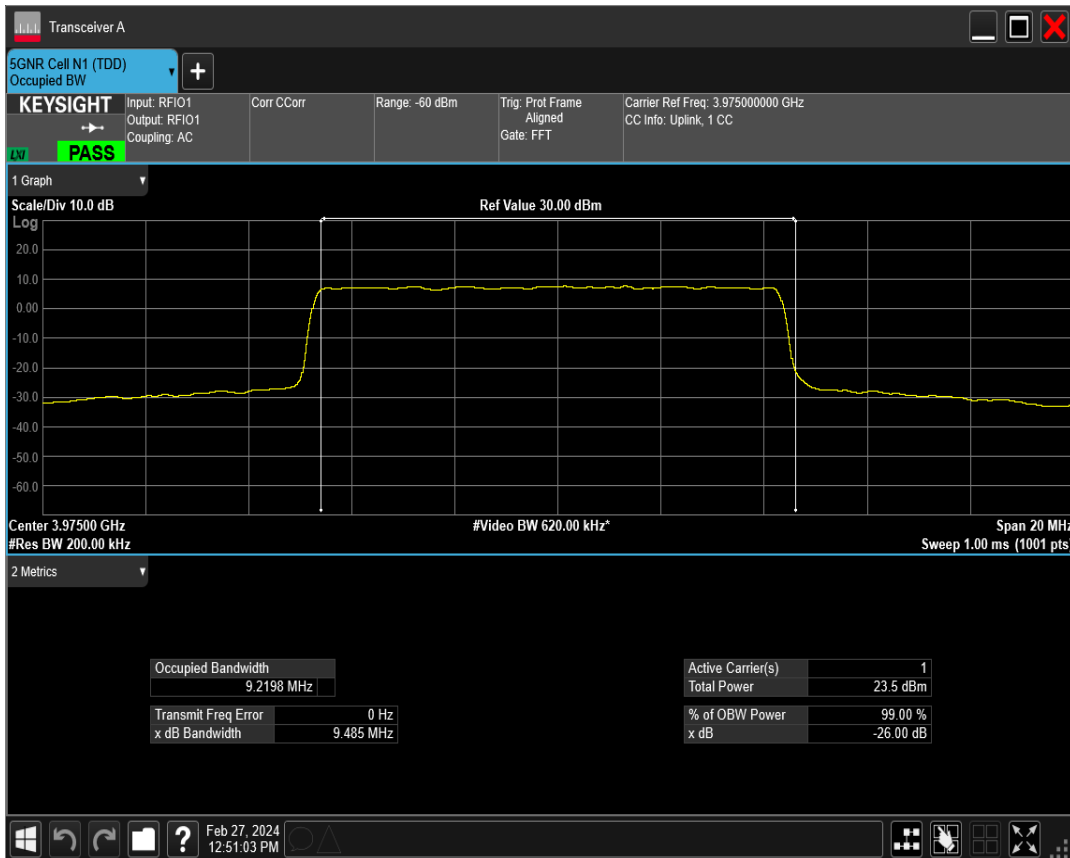 Transceiver A
5GNR Cell N1 (TDD)
Occupied BW
+
KEYSIGHT
LXI
PASS
Input: RFIO1
Output: RFIO1
Coupling: AC
Corr CCorr
Range: -60 dBm
Trig: Prot Frame
Aligned
Gate: FFT
Carrier Ref Freq: 3.975000000 GHz
CC Info: Uplink, 1 CC
1 Graph
Scale/Div 10.0 dB
Ref Value 30.00 dBm
Log
20.0
10.0
0.00
-10.0
-20.0
-30.0
-40.0
-50.0
-60.0
Center 3.97500 GHz
#Video BW 620.00 kHz*
Span 20 MHz
#Res BW 200.00 kHz
Sweep 1.00 ms (1001 pts)
2 Metrics
Occupied Bandwidth
9.2198 MHz
Transmit Freq Error 0 Hz
x dB Bandwidth 9.485 MHz
Active Carrier(s) 1
Total Power 23.5 dBm
% of OBW Power 99.00 %
x dB -26.00 dB
?
Feb 27, 2024
12:51:03 PM